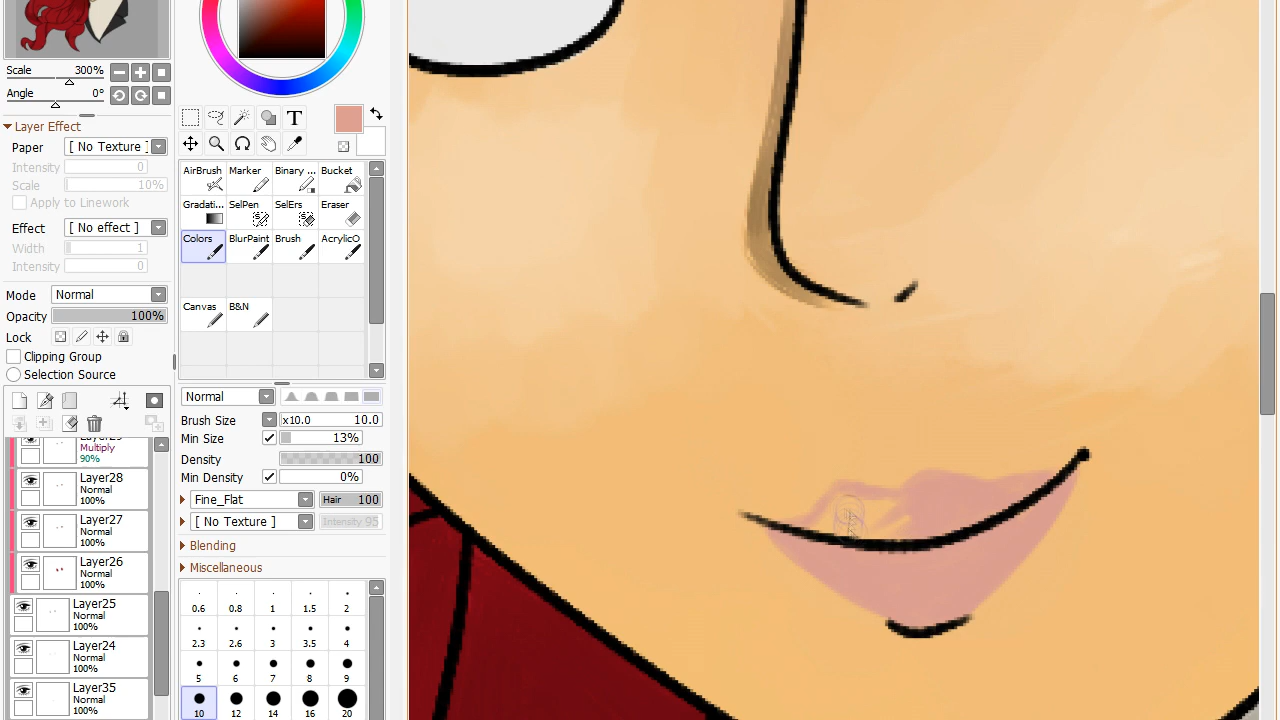 Scale 300%
Angle 0°
Layer Effect
Paper [ No Texture ]
Intensity 0
Scale 10%
Apply to Linework
Effect [ No effect ]
Width 1
Intensity 0
Mode Normal
Opacity 100%
Lock
Clipping Group
Selection Source
Multiply
90%
Layer28
Normal
100%
Layer27
Normal
100%
Layer26
Normal
100%
Layer25
Normal
100%
Layer24
Normal
100%
Layer35
Normal
100%
T
AirBrush Marker Binary ... Bucket
Gradati... SelPen SelErs Eraser
Colors BlurPaint Brush AcrylicO
Canvas B&N
Normal
Brush Size x10.0 10.0
Min Size 13%
Density 100
Min Density 0%
Fine_Flat Hair 100
[ No Texture ] Intensity 95
Blending
Miscellaneous
0.6 0.8 1 1.5 2
2.3 2.6 3 3.5 4
5 6 7 8 9
10 12 14 16 20